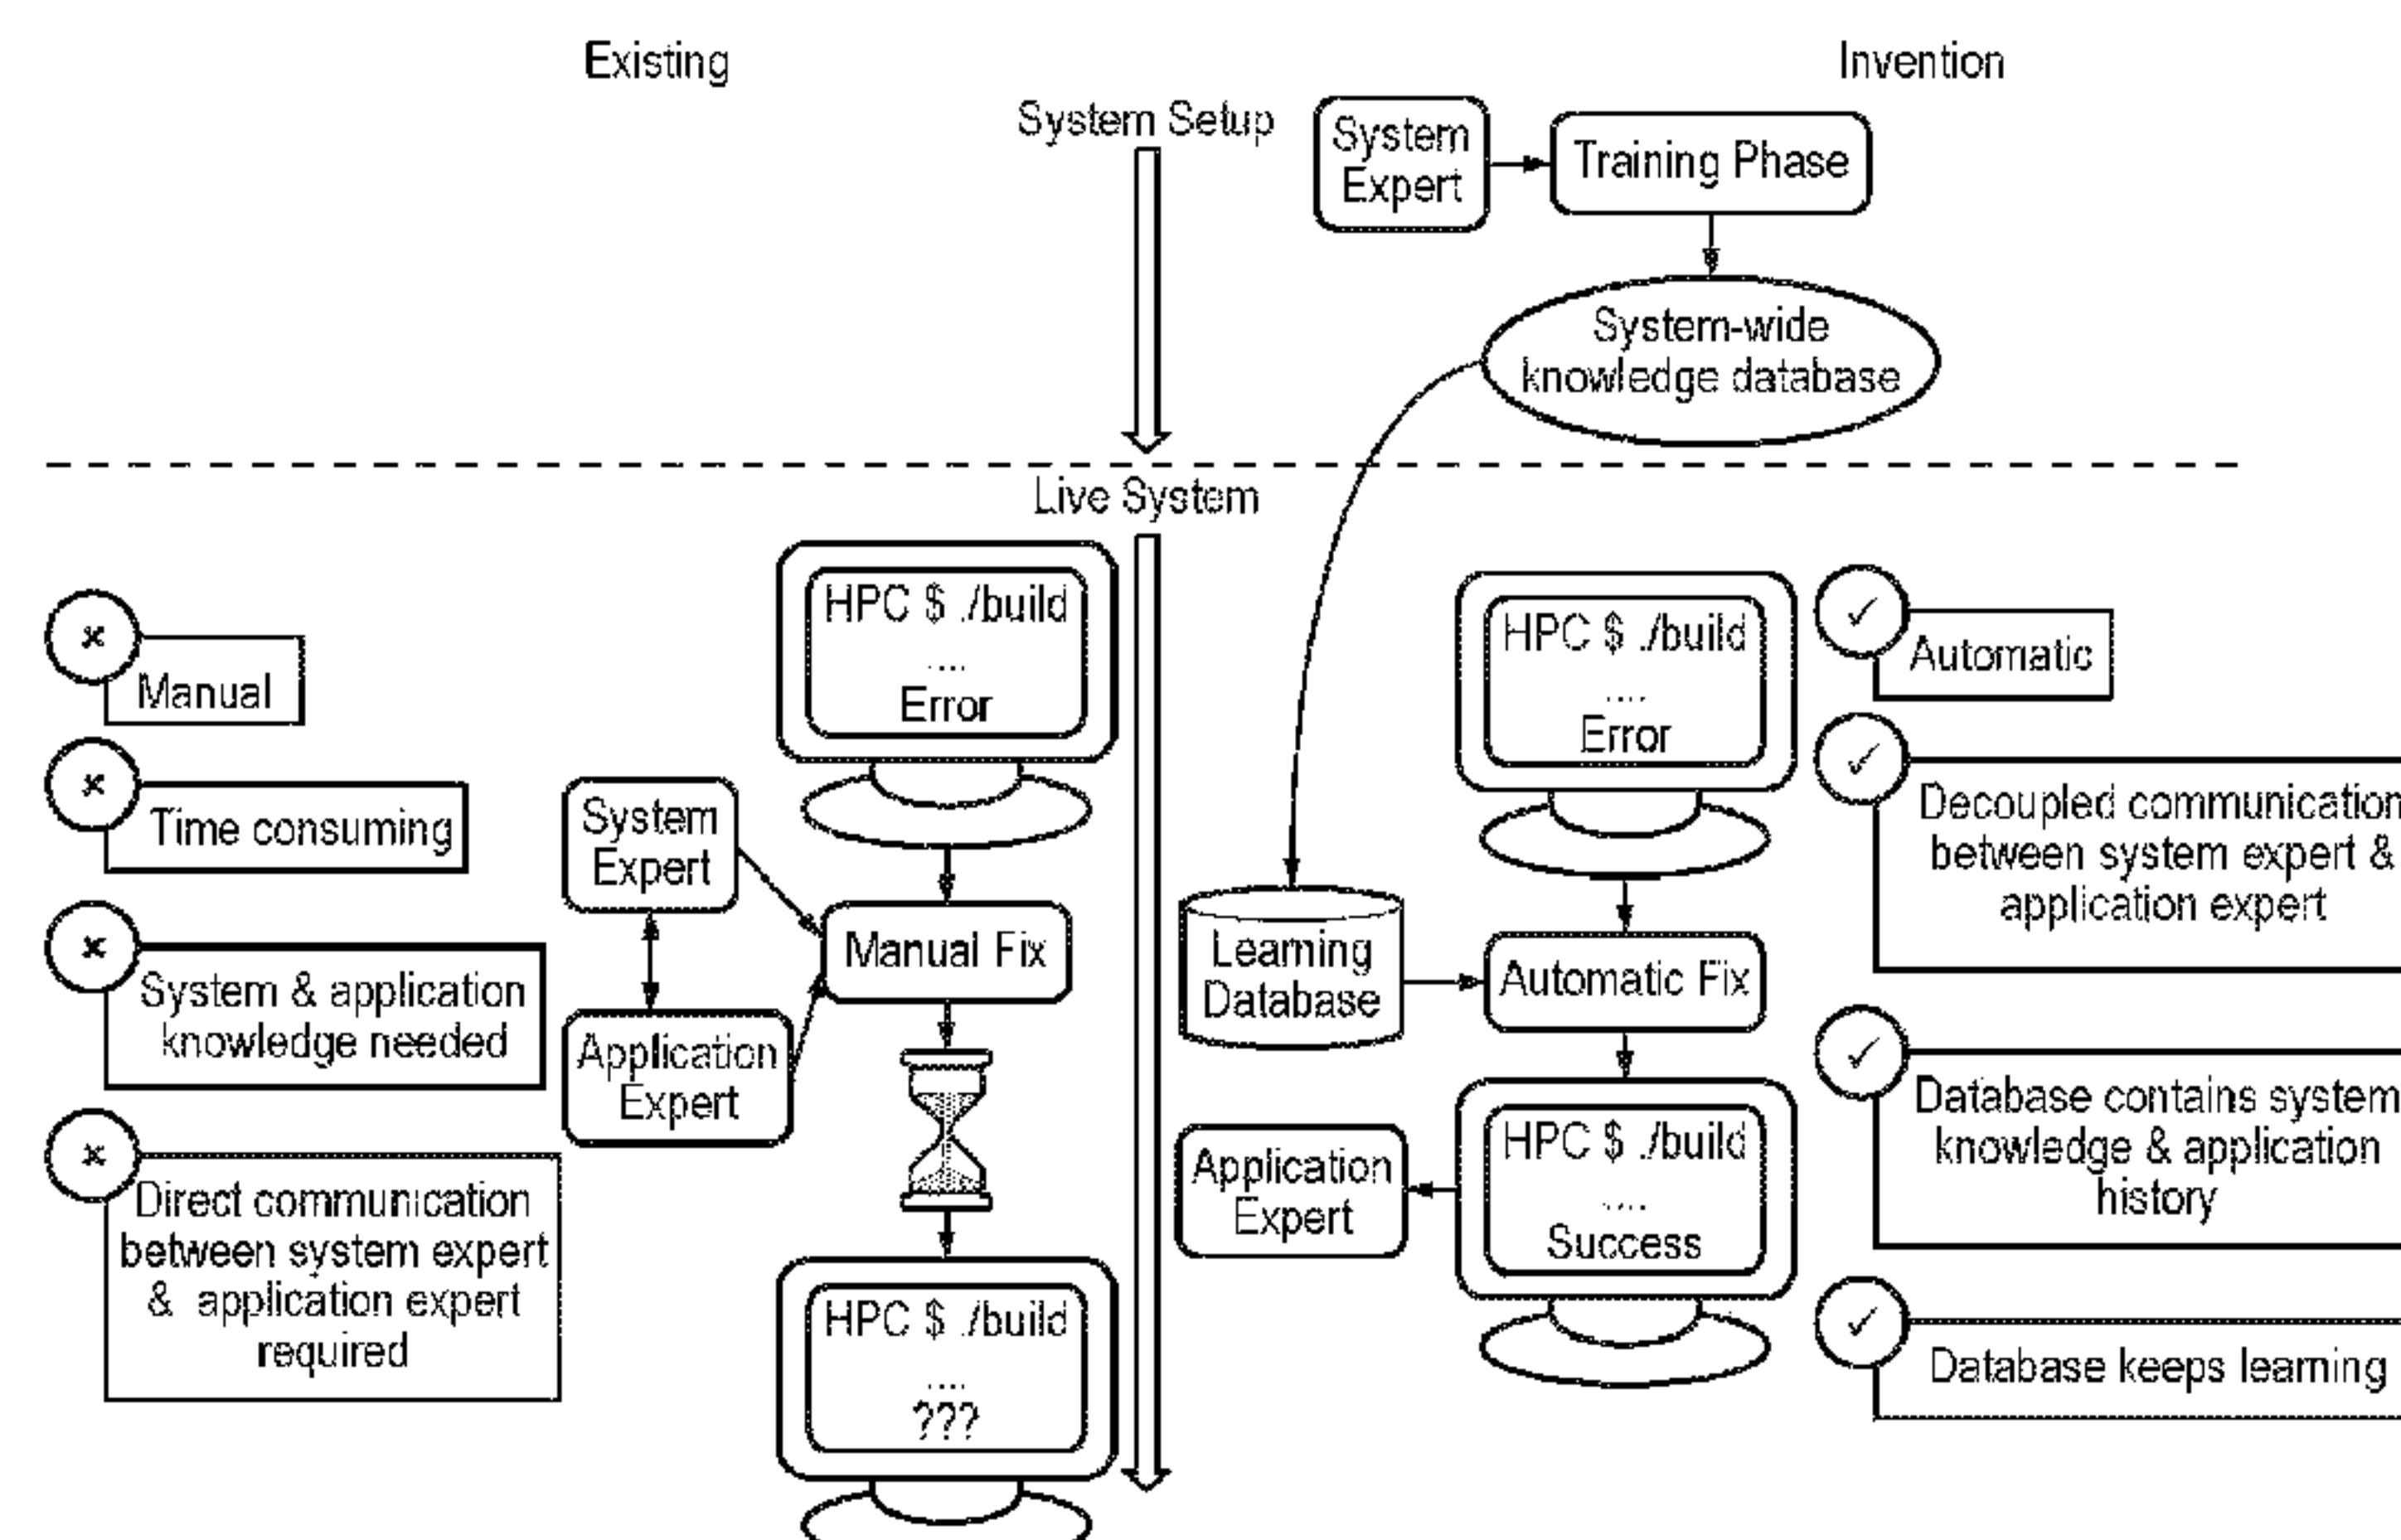 Existing
Invention
System Setup
System
Expert
Training Phase
System-wide
knowledge database
Live System
×
Manual
×
Time consuming
×
System & application
knowledge needed
×
Direct communication
between system expert
& application expert
required
HPC $ ./build
....
Error
System
Expert
Application
Expert
Manual Fix
HPC $ ./build
....
???
Learning
Database
HPC $ ./build
....
Error
Automatic Fix
Application
Expert
HPC $ ./build
....
Success
✓
Automatic
✓
Decoupled communication
between system expert &
application expert
✓
Database contains system
knowledge & application
history
✓
Database keeps learning